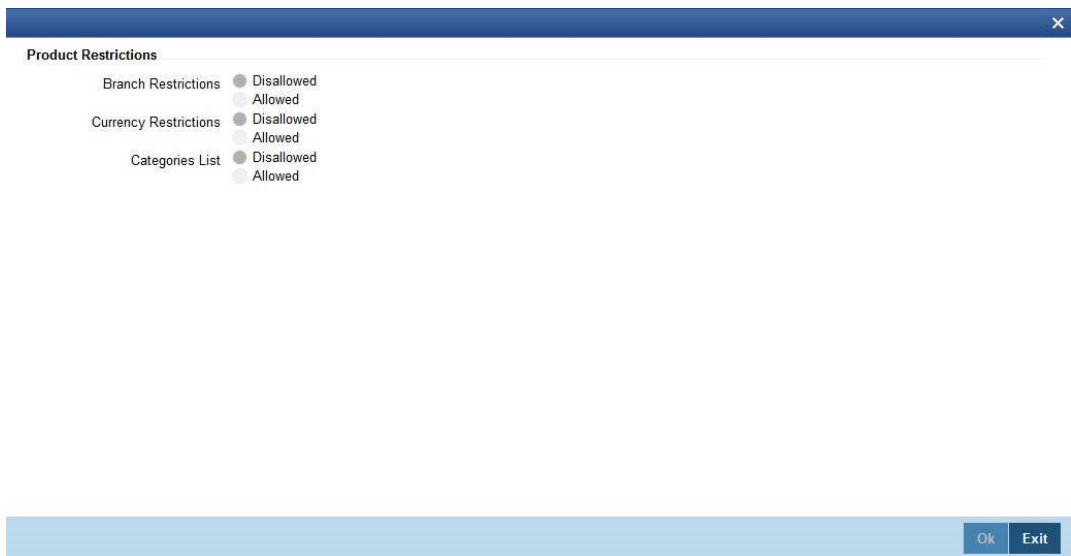 Product Restrictions
Branch Restrictions Disallowed
Allowed
Currency Restrictions Disallowed
Allowed
Categories List Disallowed
Allowed
Ok Exit